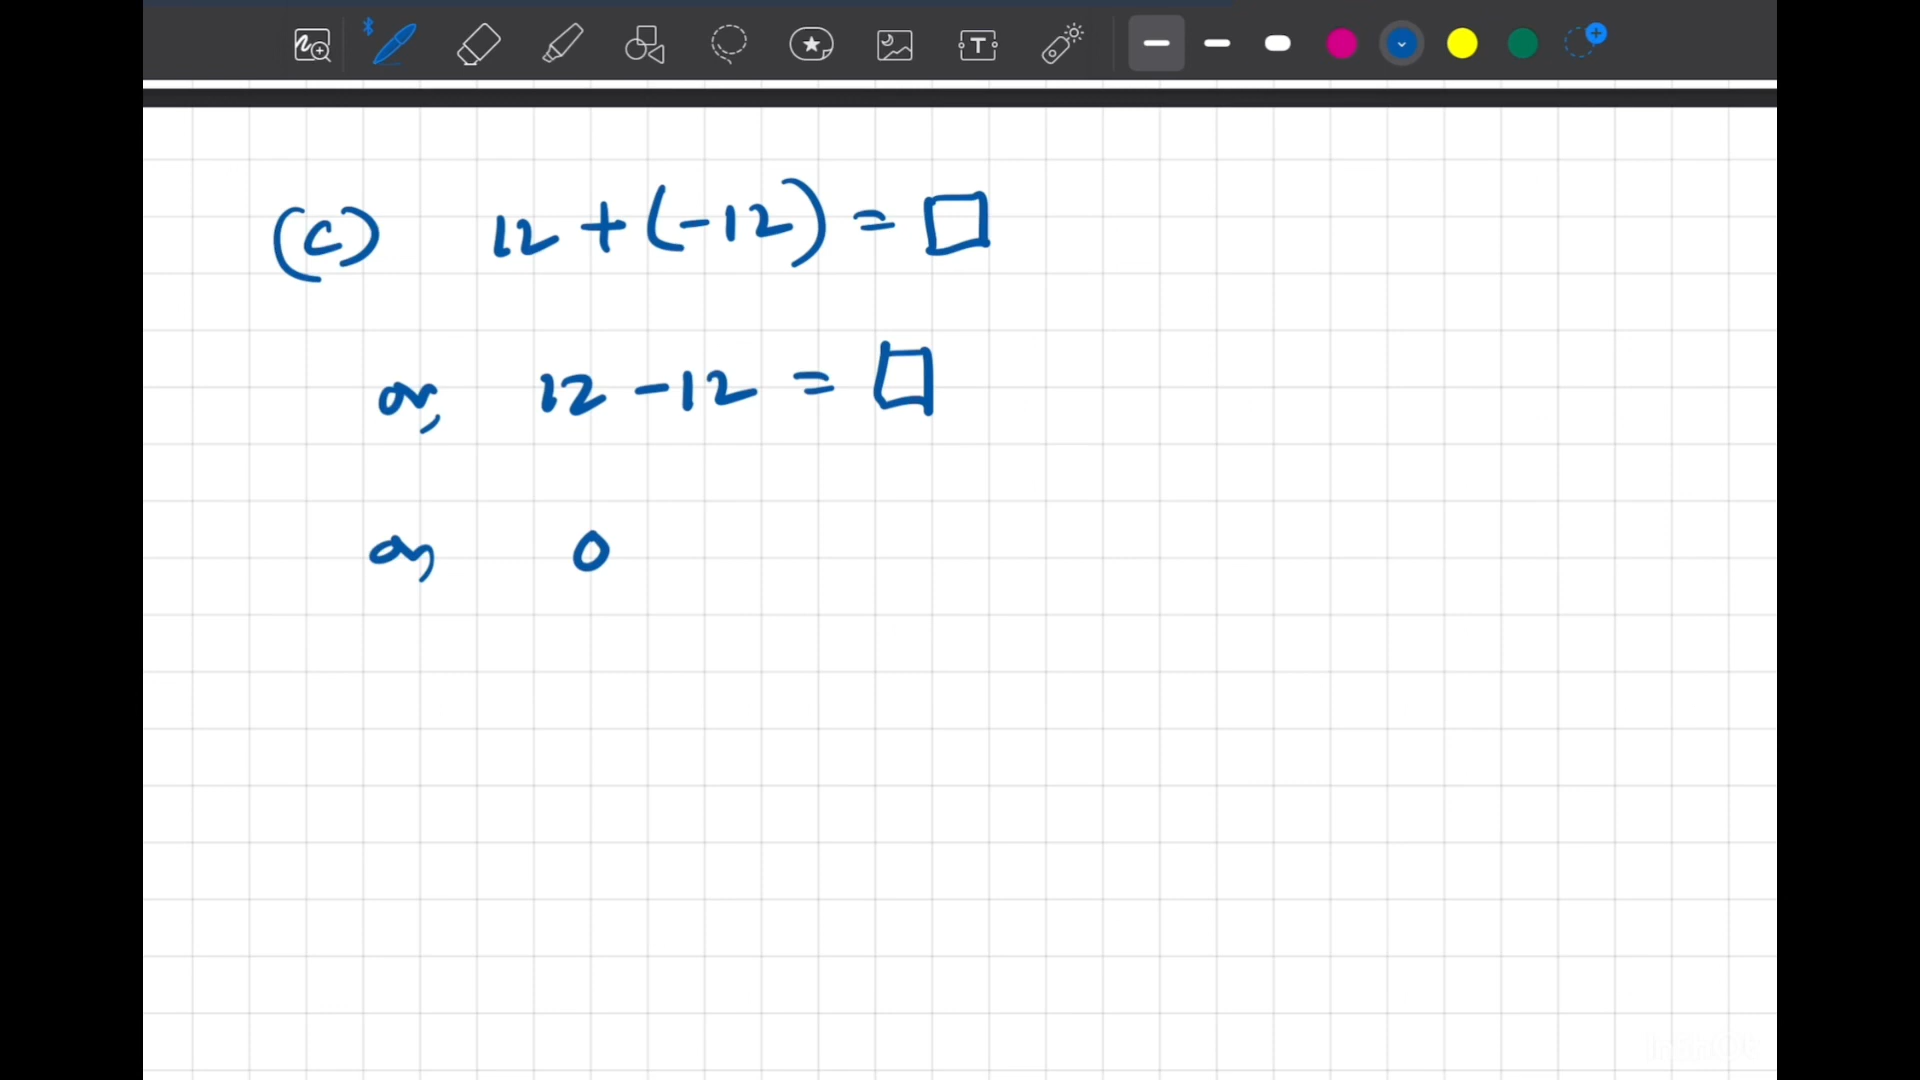 (c) 12 + (-12) = □
or, 12 - 12 = □
or, 0